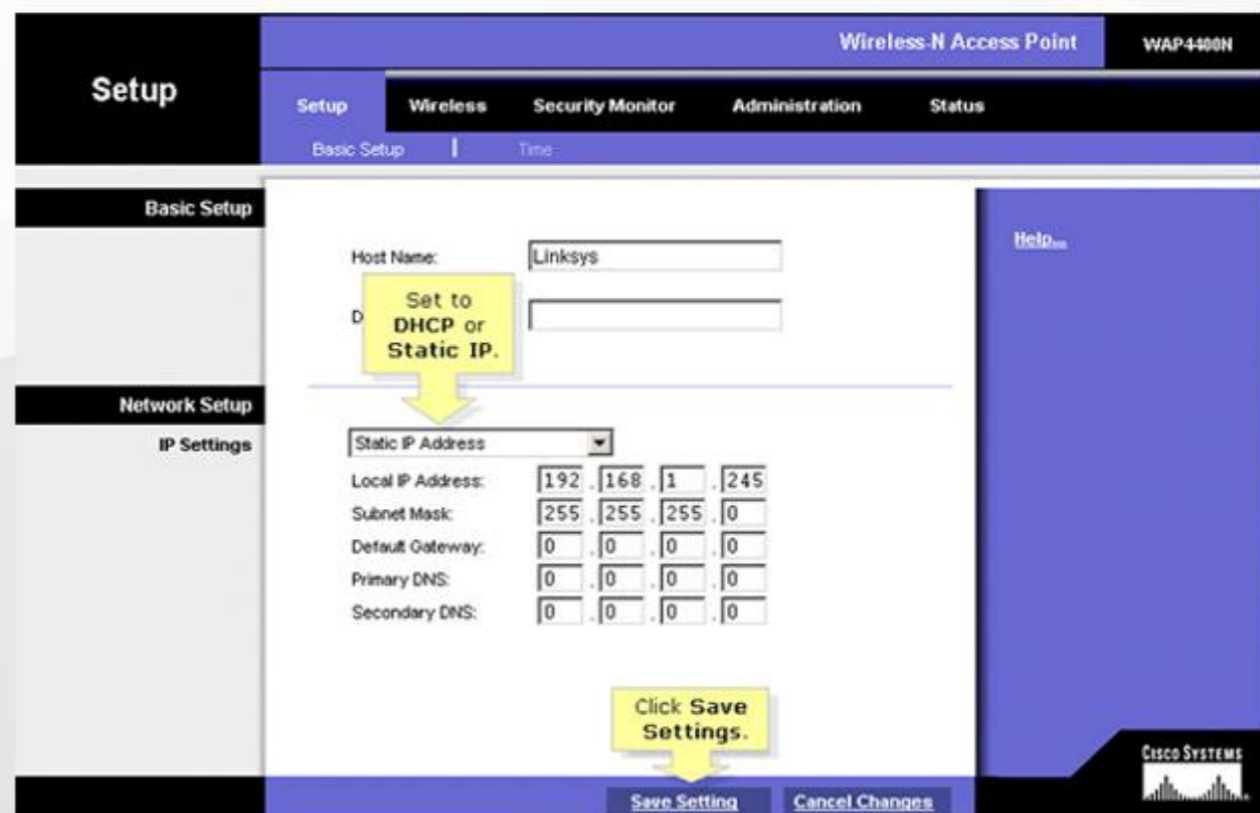 Wireless-N Access Point
WAP4400N
Setup
Setup Wireless Security Monitor Administration Status
Basic Setup | Time
Basic Setup
Help...
Host Name: Linksys
D
Set to
DHCP or
Static IP.
Network Setup
IP Settings
Static IP Address
Local IP Address: 192 . 168 . 1 . 245
Subnet Mask: 255 . 255 . 255 . 0
Default Gateway: 0 . 0 . 0 . 0
Primary DNS: 0 . 0 . 0 . 0
Secondary DNS: 0 . 0 . 0 . 0
Click Save
Settings.
Save Setting Cancel Changes
CISCO SYSTEMS